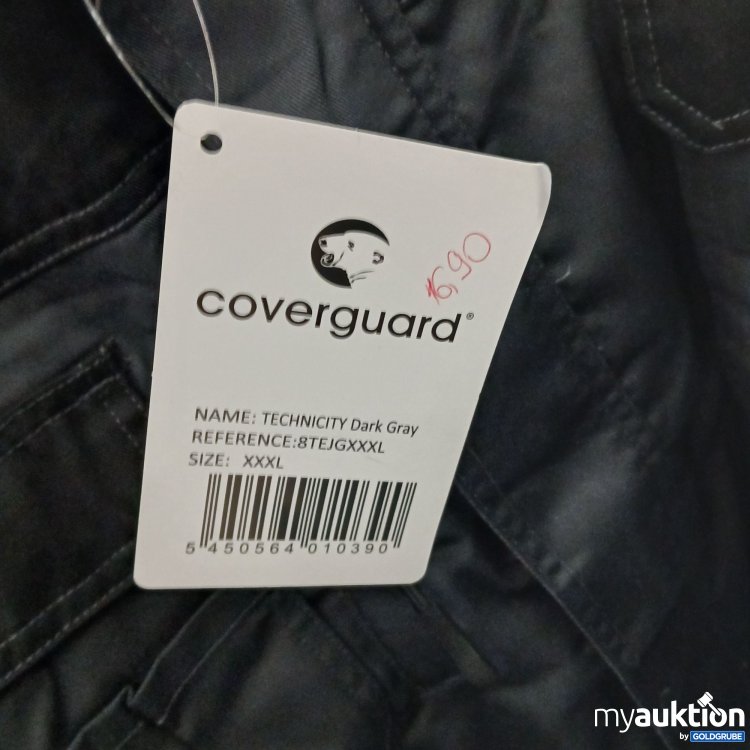 coverguard®
16,90
NAME: TECHNICITY Dark Gray
REFERENCE:8TEJGXXXL
SIZE: XXXL
5 450564 010390
myauktion
by GOLDGRUBE